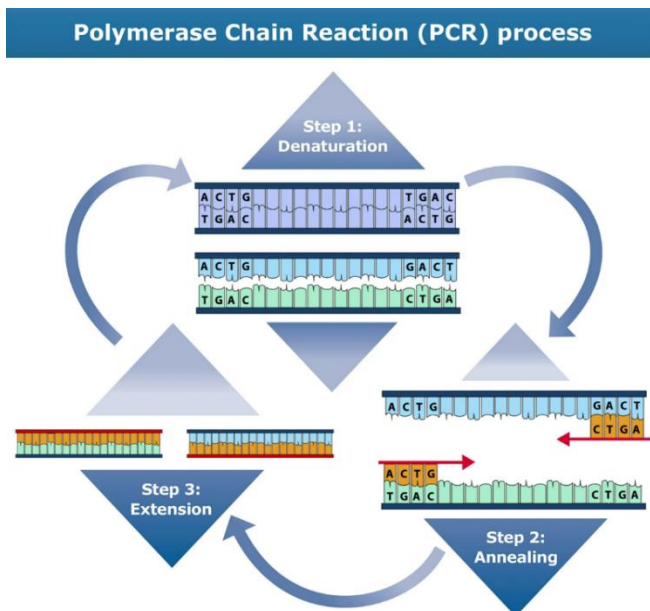 Polymerase Chain Reaction (PCR) process
Step 1:
Denaturation
A C T G T G A C
T G A C A C T G
A C T G G A C T
T G A C C T G A
A C T G G A C T
C T G A
A C T G
T G A C C T G A
Step 2:
Annealing
Step 3:
Extension